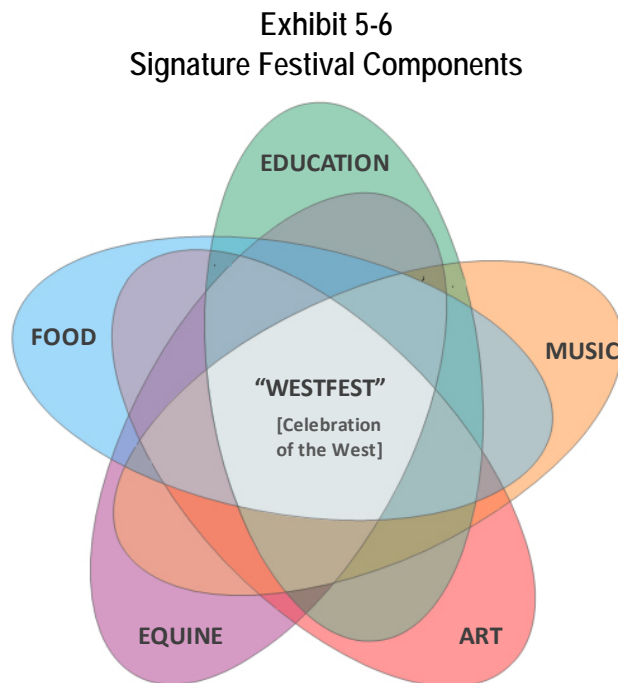 Exhibit 5-6
Signature Festival Components
EDUCATION
FOOD
MUSIC
“WESTFEST”
[Celebration
of the West]
EQUINE
ART